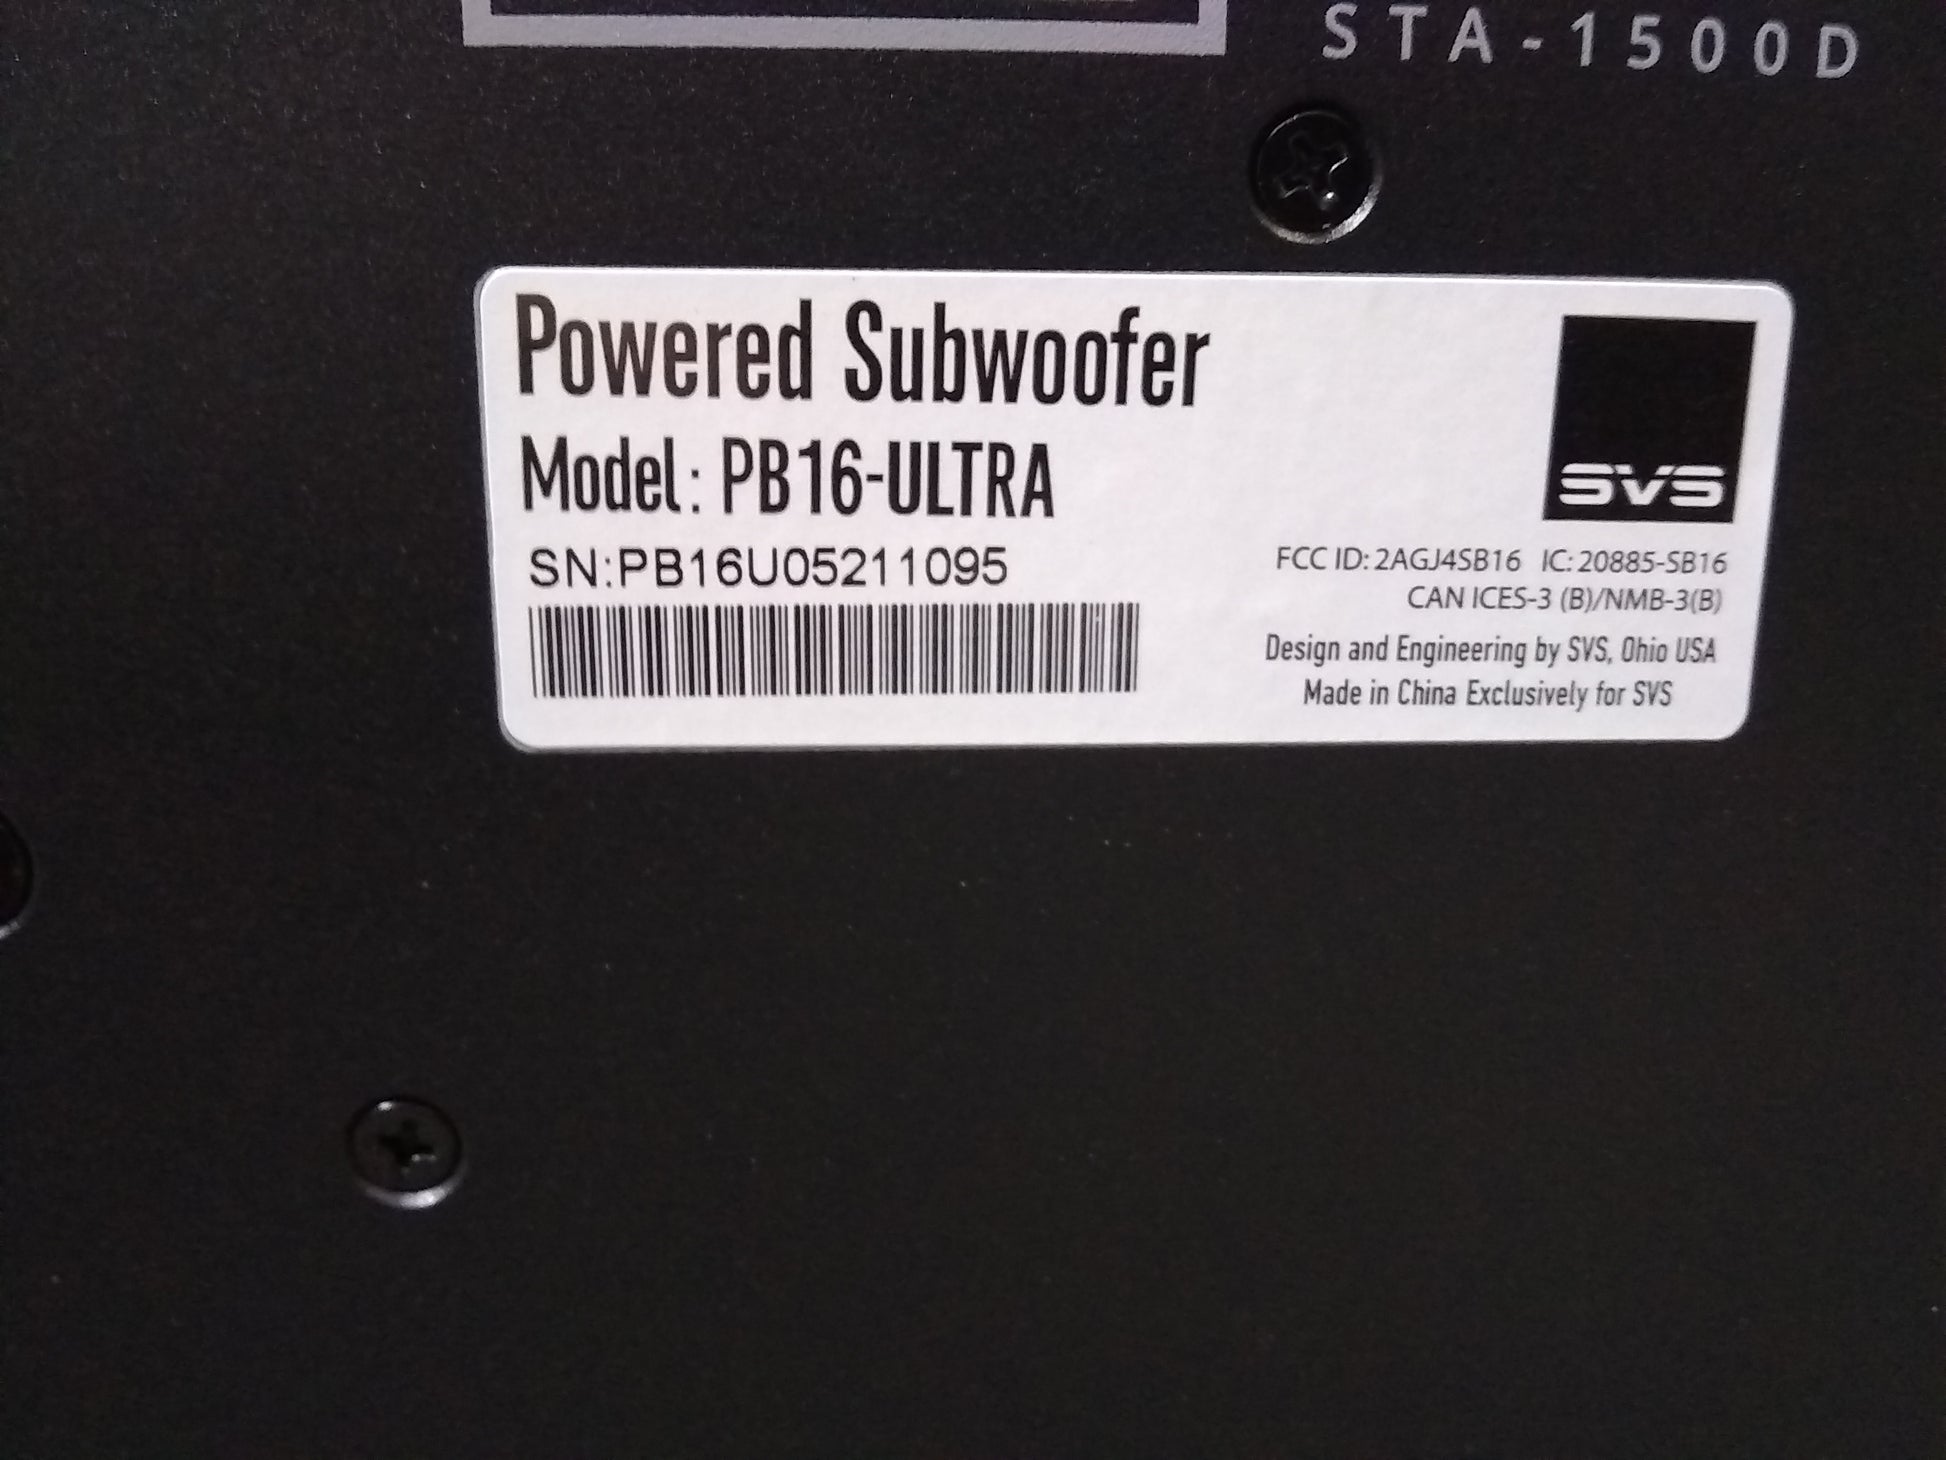 STA-1500D
Powered Subwoofer
Model: PB16-ULTRA
SN:PB16U05211095
SVS
FCC ID: 2AGJ4SB16 IC: 20885-SB16
CAN ICES-3 (B)/NMB-3(B)
Design and Engineering by SVS, Ohio USA
Made in China Exclusively for SVS